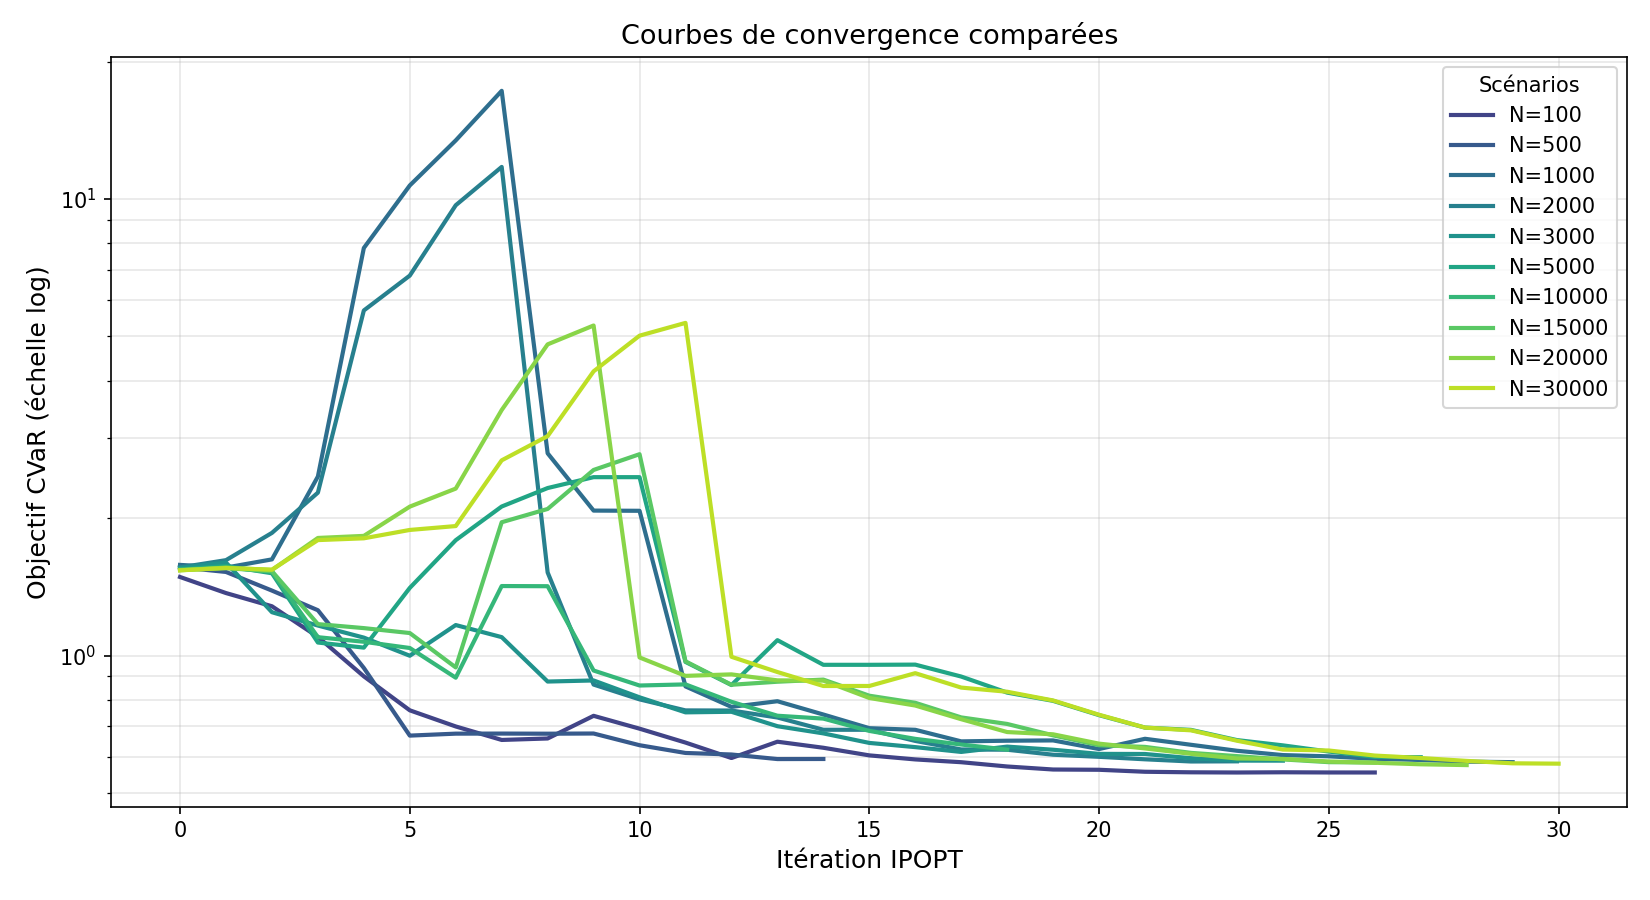 Courbes de convergence comparées
Objectif CVaR (échelle log)
10¹
10⁰
Scénarios
N=100
N=500
N=1000
N=2000
N=3000
N=5000
N=10000
N=15000
N=20000
N=30000
0 5 10 15 20 25 30
Itération IPOPT